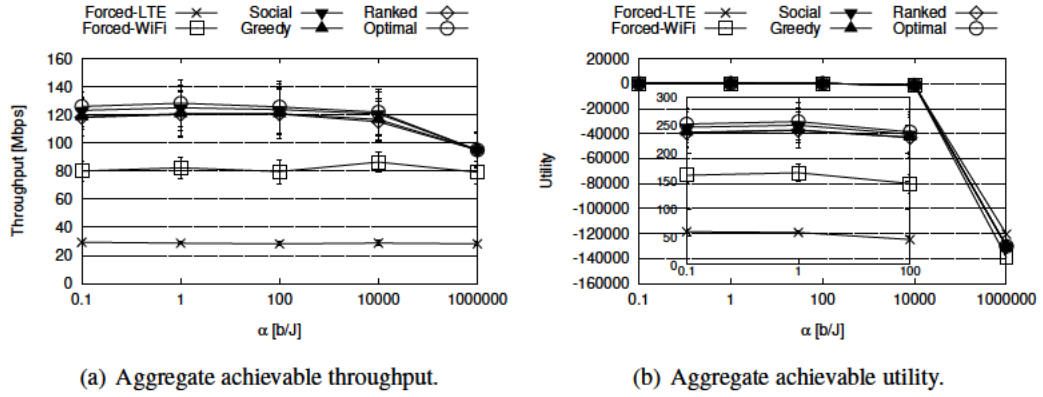 Forced-LTE Social Ranked
Forced-WiFi Greedy Optimal
160
140
120
100
80
60
40
20
0
Throughput [Mbps]
0.1 1 100 10000 1000000
α [b/J]
(a) Aggregate achievable throughput.
Forced-LTE Social Ranked
Forced-WiFi Greedy Optimal
20000
0
-20000
-40000
-60000
-80000
-100000
-120000
-140000
-160000
Utility
300
250
200
150
100
50
0
0.1 1 100
0.1 1 100 10000 1000000
α [b/J]
(b) Aggregate achievable utility.